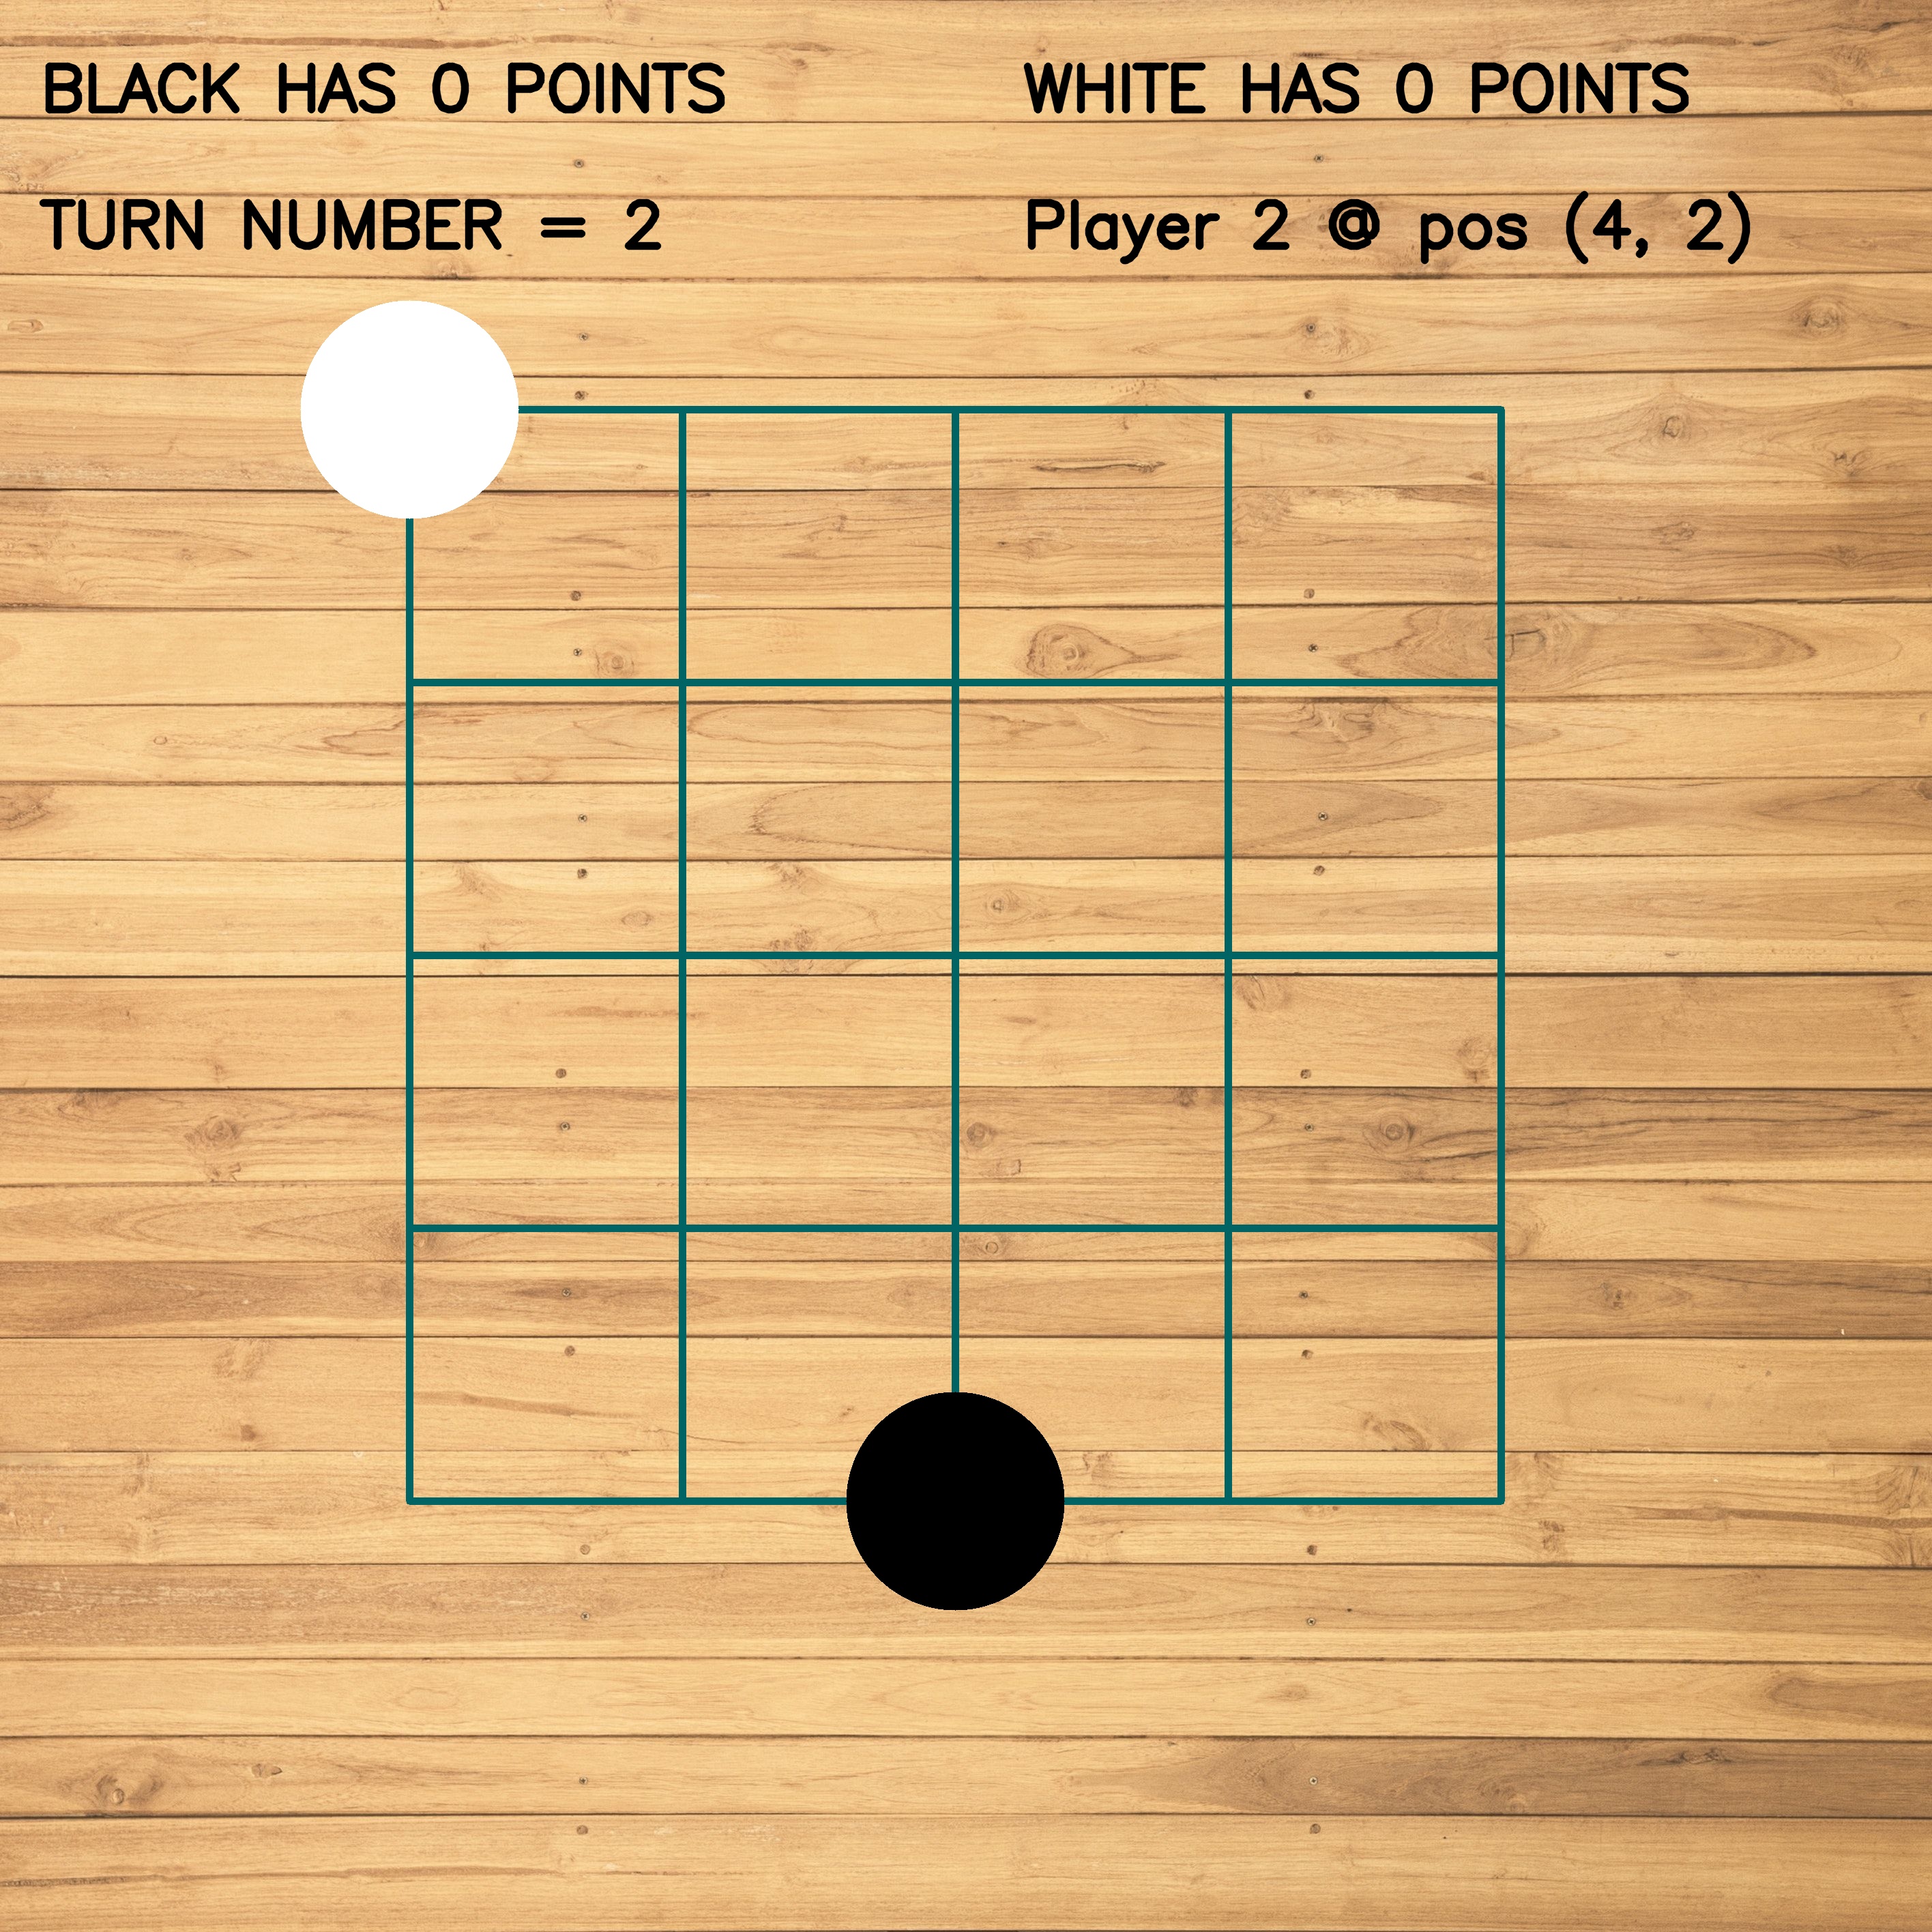 BLACK HAS 0 POINTS
WHITE HAS 0 POINTS
TURN NUMBER = 2
Player 2 @ pos (4, 2)